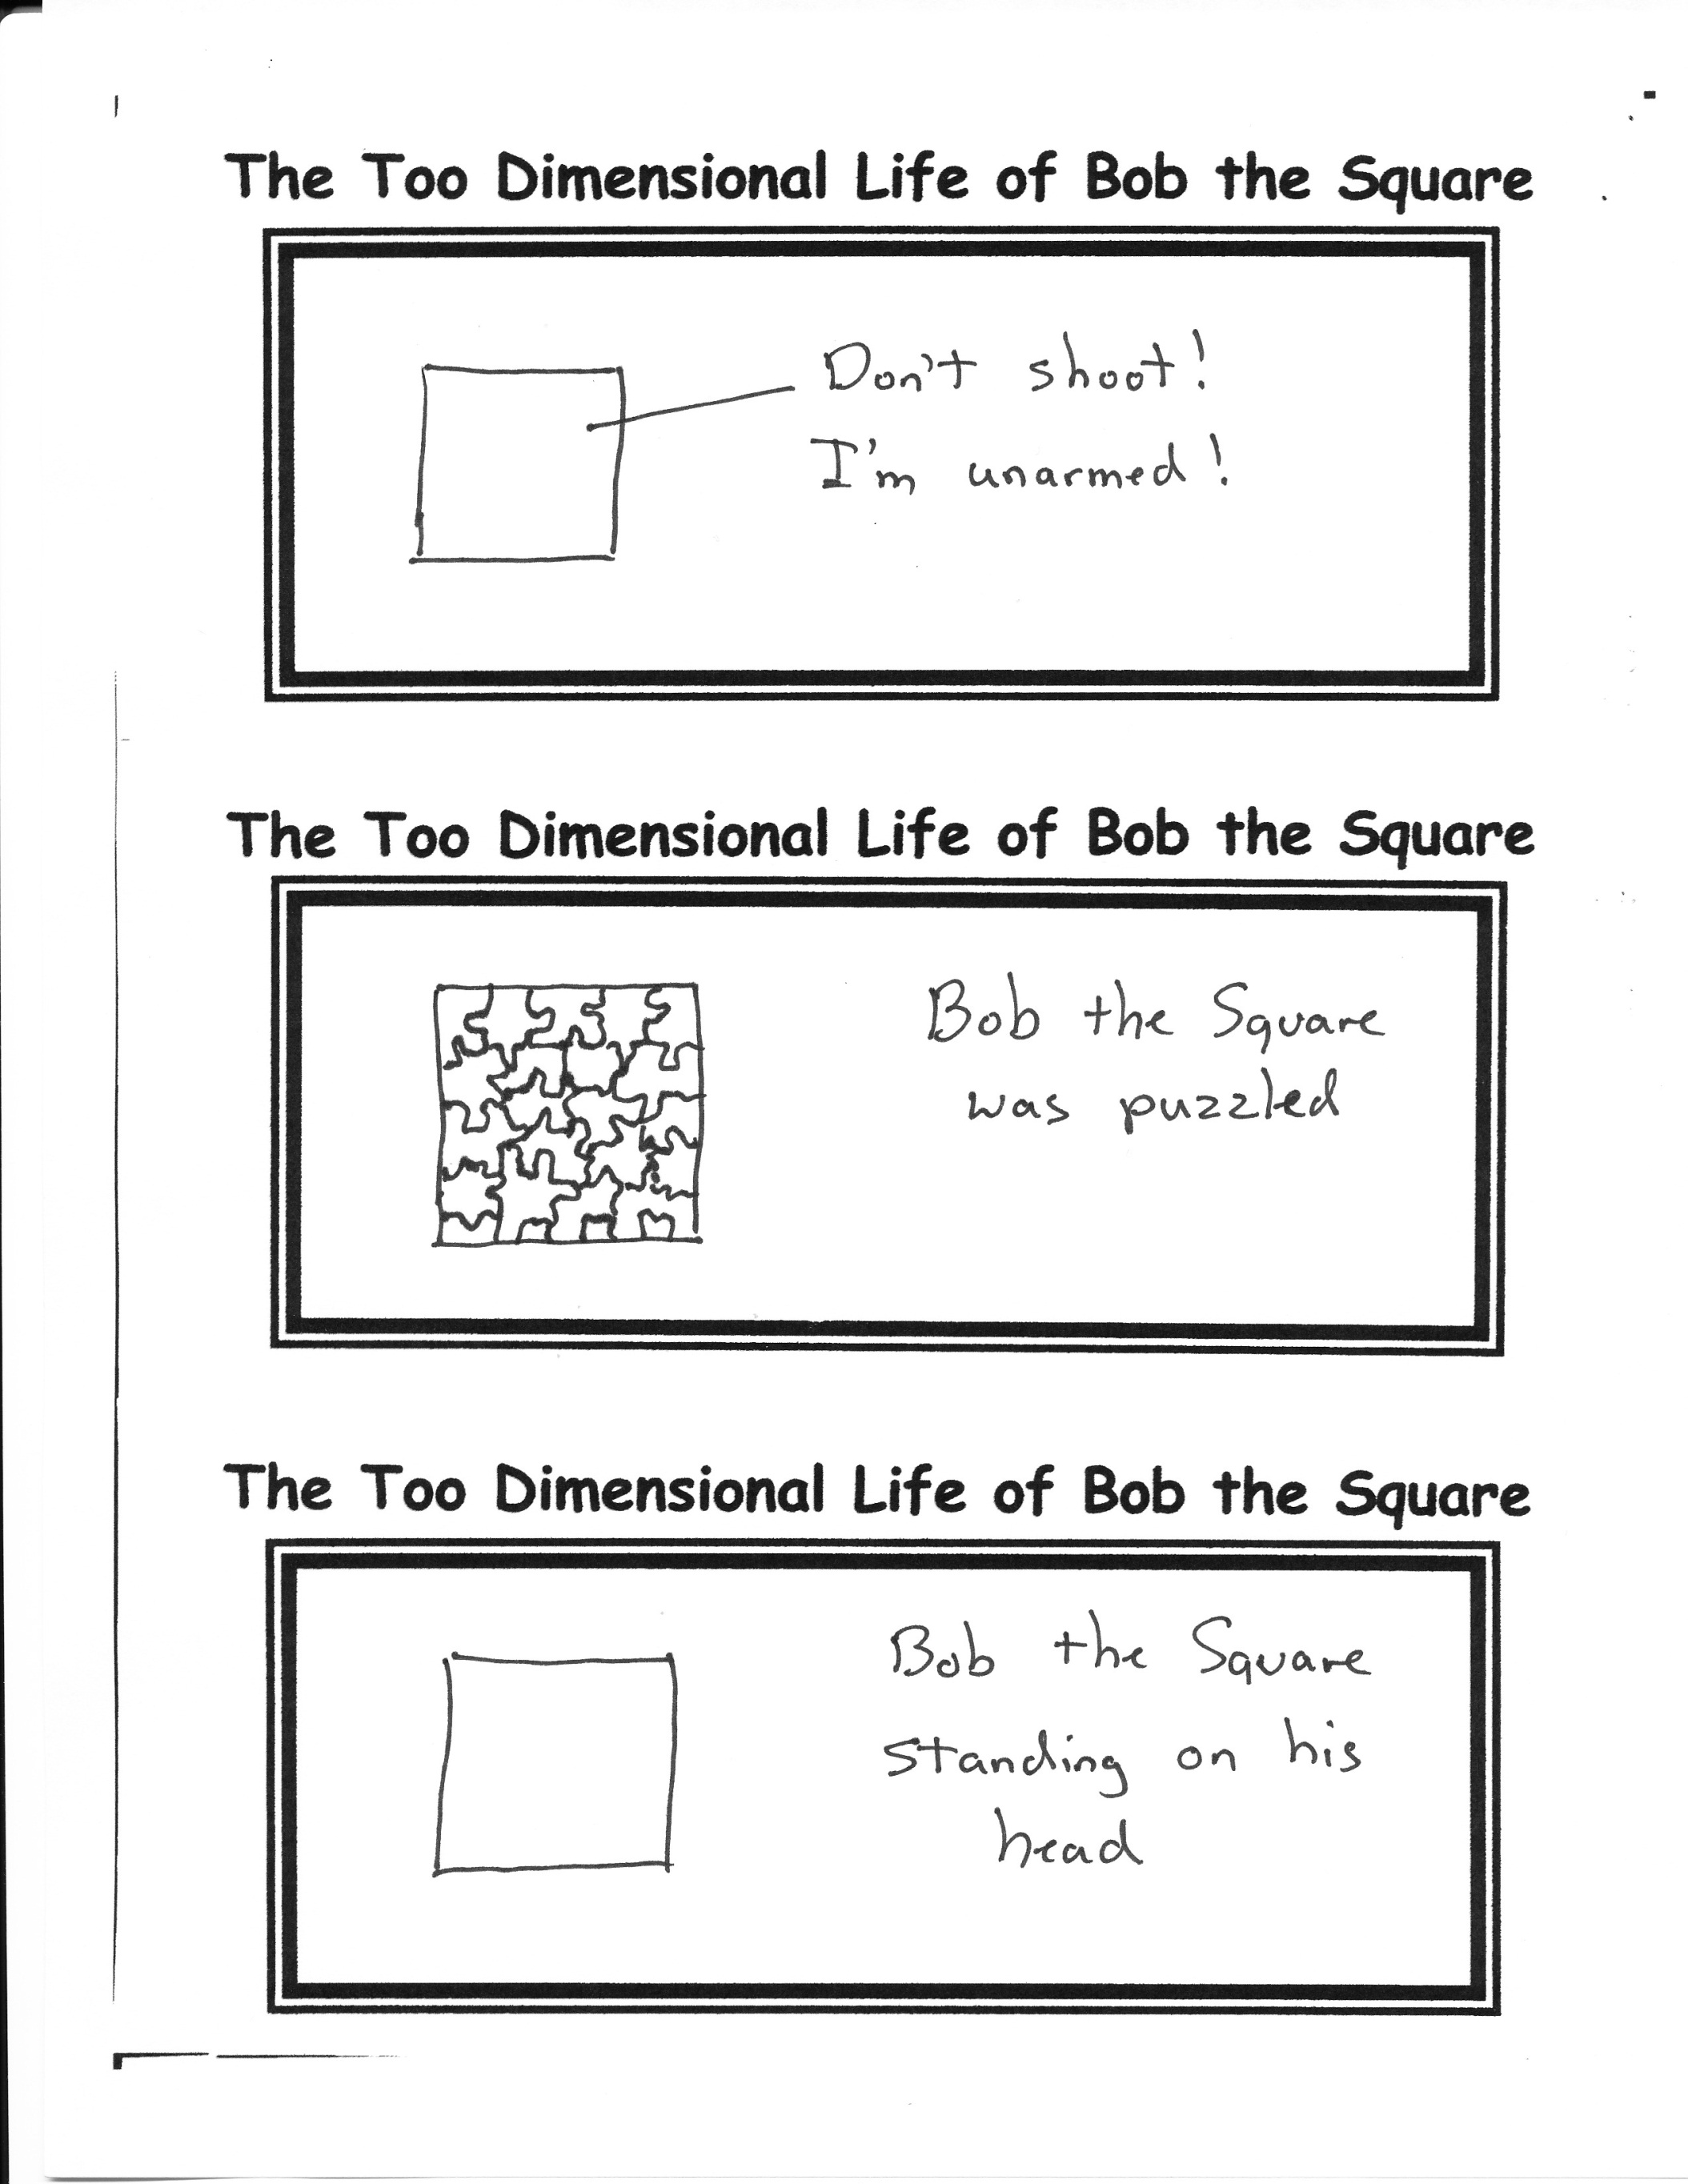 The Too Dimensional Life of Bob the Square
Don't shoot!
I'm unarmed!
The Too Dimensional Life of Bob the Square
Bob the Square
was puzzled
The Too Dimensional Life of Bob the Square
Bob the Square
standing on his
head